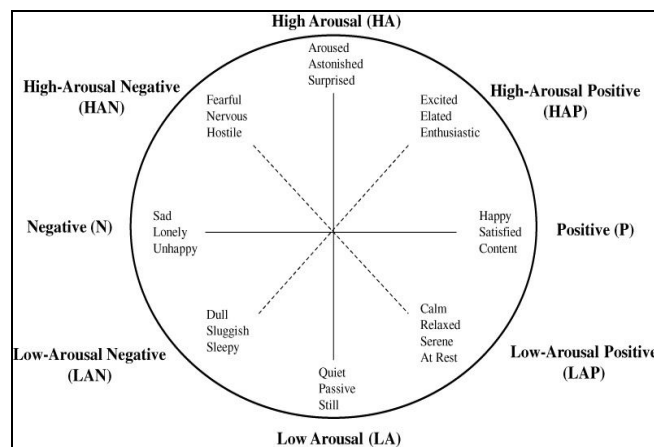 High Arousal (HA)
Aroused
Astonished
Surprised
High-Arousal Negative
(HAN)
Fearful
Nervous
Hostile
Excited
Elated
Enthusiastic
High-Arousal Positive
(HAP)
Negative (N)
Sad
Lonely
Unhappy
Happy
Satisfied
Content
Positive (P)
Low-Arousal Negative
(LAN)
Dull
Sluggish
Sleepy
Calm
Relaxed
Serene
At Rest
Low-Arousal Positive
(LAP)
Quiet
Passive
Still
Low Arousal (LA)